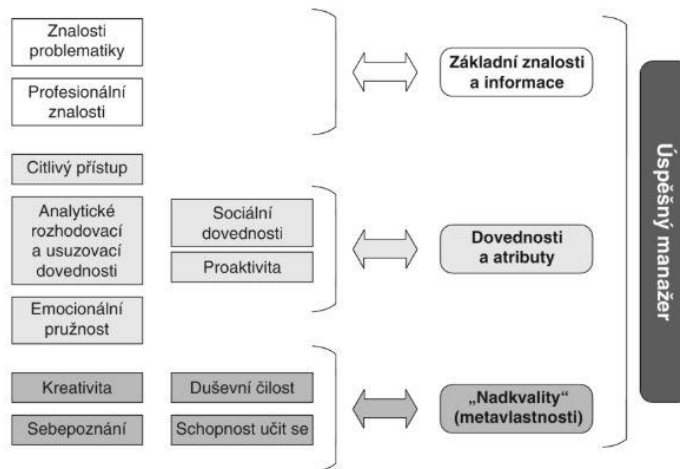 Znalosti
problematiky
Profesionální
znalosti
Základní znalosti
a informace
Citlivý přístup
Analytické
rozhodovací
a usuzovací
dovednosti
Sociální
dovednosti
Proaktivita
Emocionální
pružnost
Dovednosti
a atributy
Kreativita
Duševní čilost
Sebepoznání
Schopnost učit se
„Nadkvality“
(metavlastnosti)
Úspěšný manažer